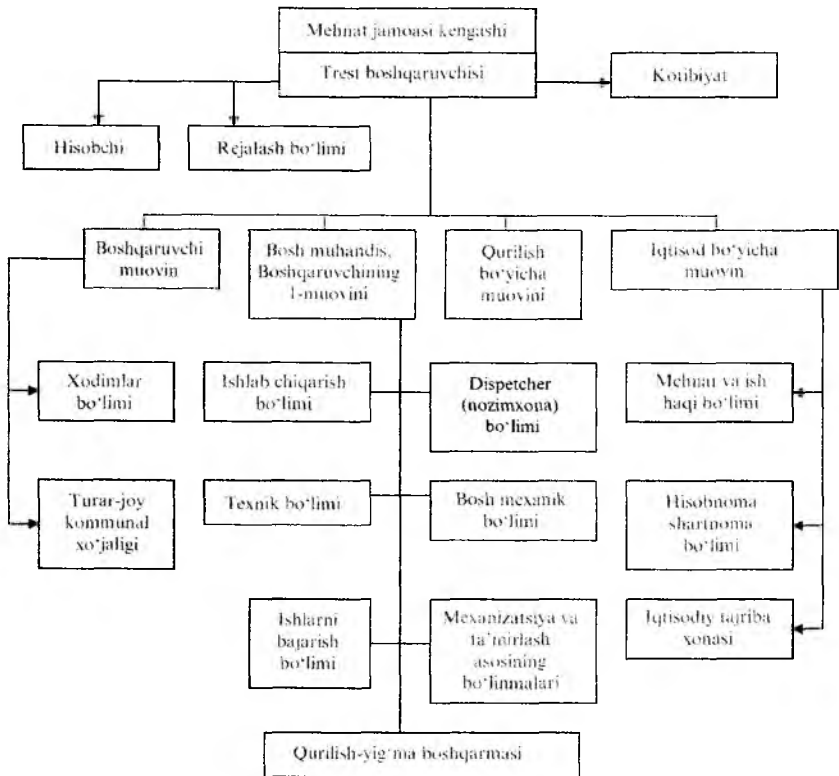 Mehnat jamoasi kengashi
Trest boshqaruvchisi
Kotibiyat
Hisobchi
Rejalash bo‘limi
Boshqaruvchi
muovin
Bosh muhandis,
Boshqaruvchining
1-muovini
Qurilish
bo‘yicha
muovini
Iqtisod bo‘yicha
muovin
Xodimlar
bo‘limi
Ishlab chiqarish
bo‘limi
Dispetcher
(nozimxona)
bo‘limi
Mehnat va ish
haqi bo‘limi
Turar-joy
kommunal
xo‘jaligi
Texnik bo‘limi
Bosh mexanik
bo‘limi
Hisobnoma
shartnoma
bo‘limi
Ishlarni
bajarish
bo‘limi
Mexanizatsiya va
ta’mirlash
asosining
bo‘linmalari
Iqtisodiy tajriba
xonasi
Qurilish-yig‘ma boshqarmasi